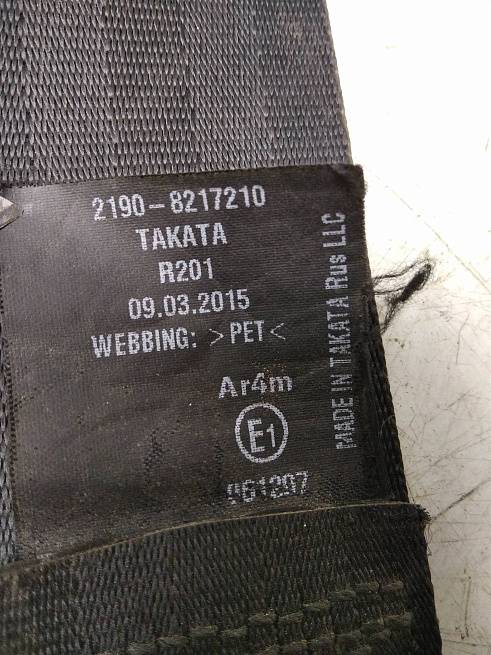 2190-8217210
TAKATA
R201
09.03.2015
WEBBING: >PET<
Ar4m
E1
061297
MADE IN TAKATA Rus LLC